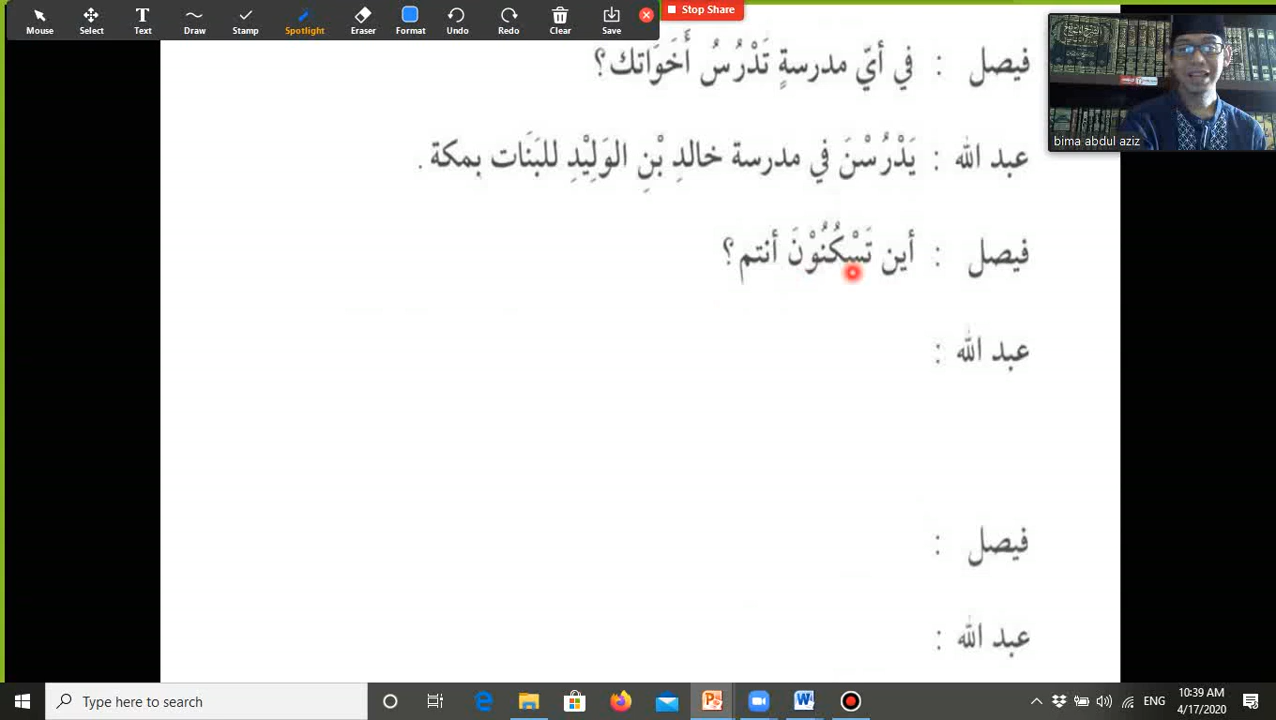 Mouse Select Text Draw Stamp Spotlight Eraser Format Undo Redo Clear Save
Stop Share
bima abdul aziz
فيصل : في أيّ مدرسةٍ تَدْرُسُ أَخَوَاتك؟
عبد الله : يَدْرُسْنَ في مدرسة خالدِ بْنِ الوَلِيْدِ للبَنَات بمكة .
فيصل : أين تَسْكُنُوْنَ أنتم؟
عبد الله :
فيصل :
عبد الله :
Type here to search
ENG
10:39 AM
4/17/2020